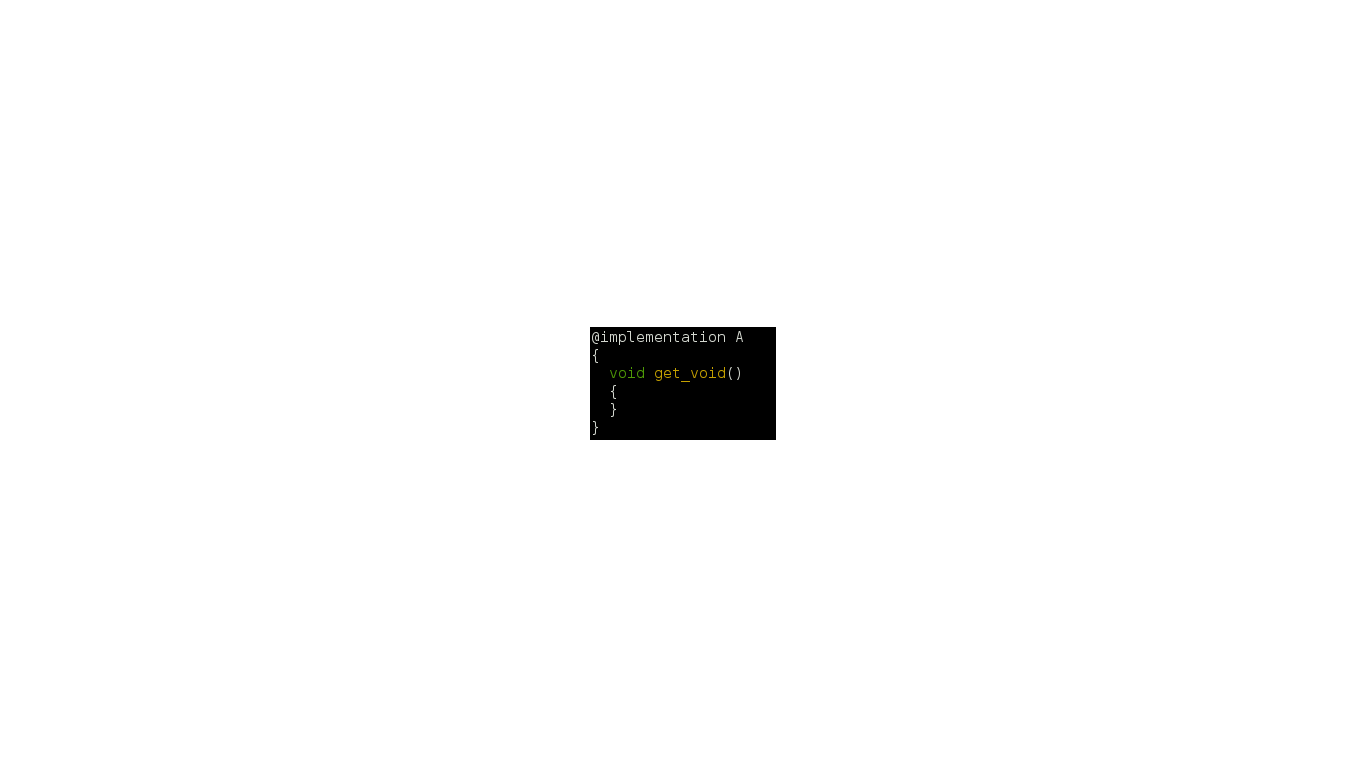 @implementation A
{
  void get_void()
  {
  }
}